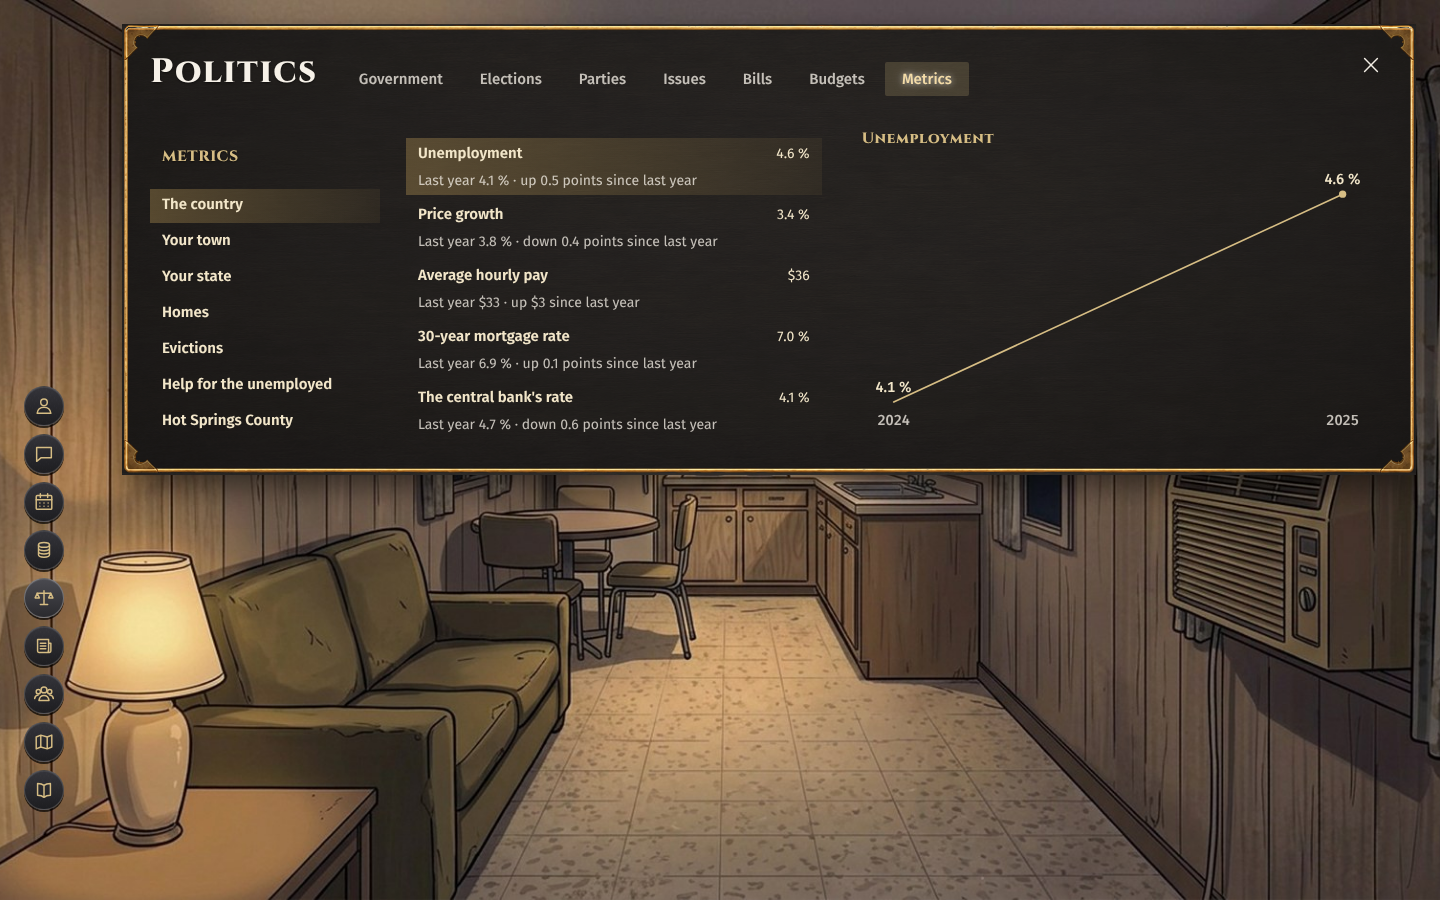 Politics
Government
Elections
Parties
Issues
Bills
Budgets
Metrics
METRICS
The country
Your town
Your state
Homes
Evictions
Help for the unemployed
Hot Springs County
Unemployment 4.6 %
Last year 4.1 % · up 0.5 points since last year
Price growth 3.4 %
Last year 3.8 % · down 0.4 points since last year
Average hourly pay $36
Last year $33 · up $3 since last year
30-year mortgage rate 7.0 %
Last year 6.9 % · up 0.1 points since last year
The central bank's rate 4.1 %
Last year 4.7 % · down 0.6 points since last year
Unemployment
4.6 %
4.1 %
2024
2025